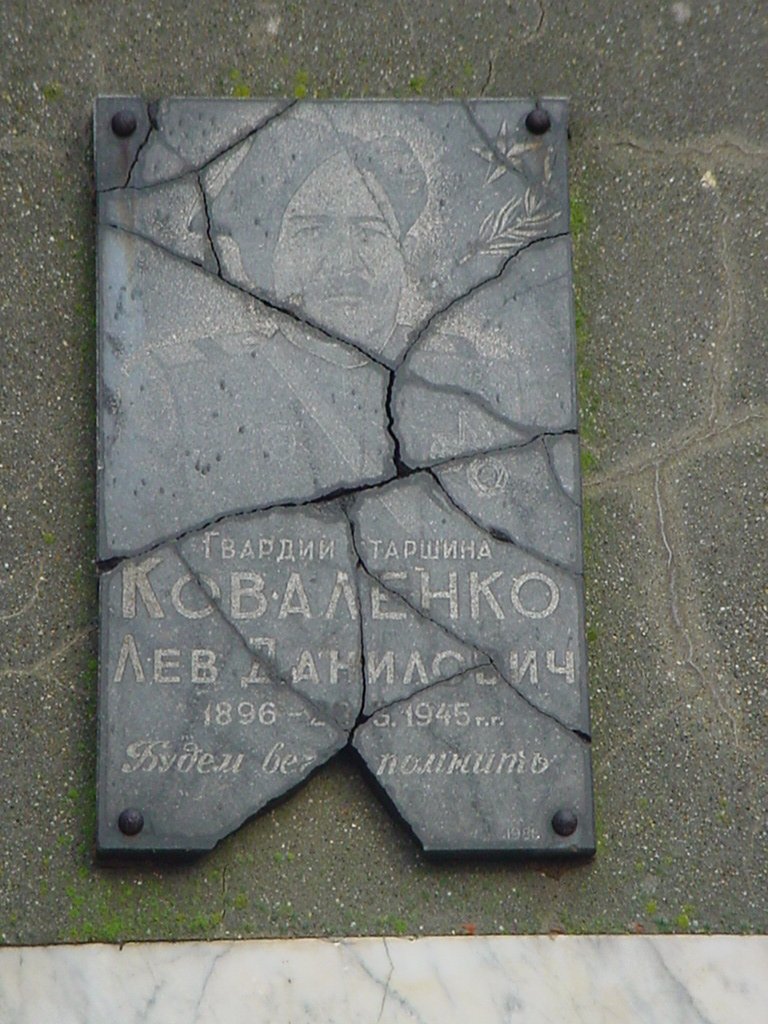 Гвардии старшина
Коваленко
Лев Данилович
1896 - 1945 г.г.
Будем помнить